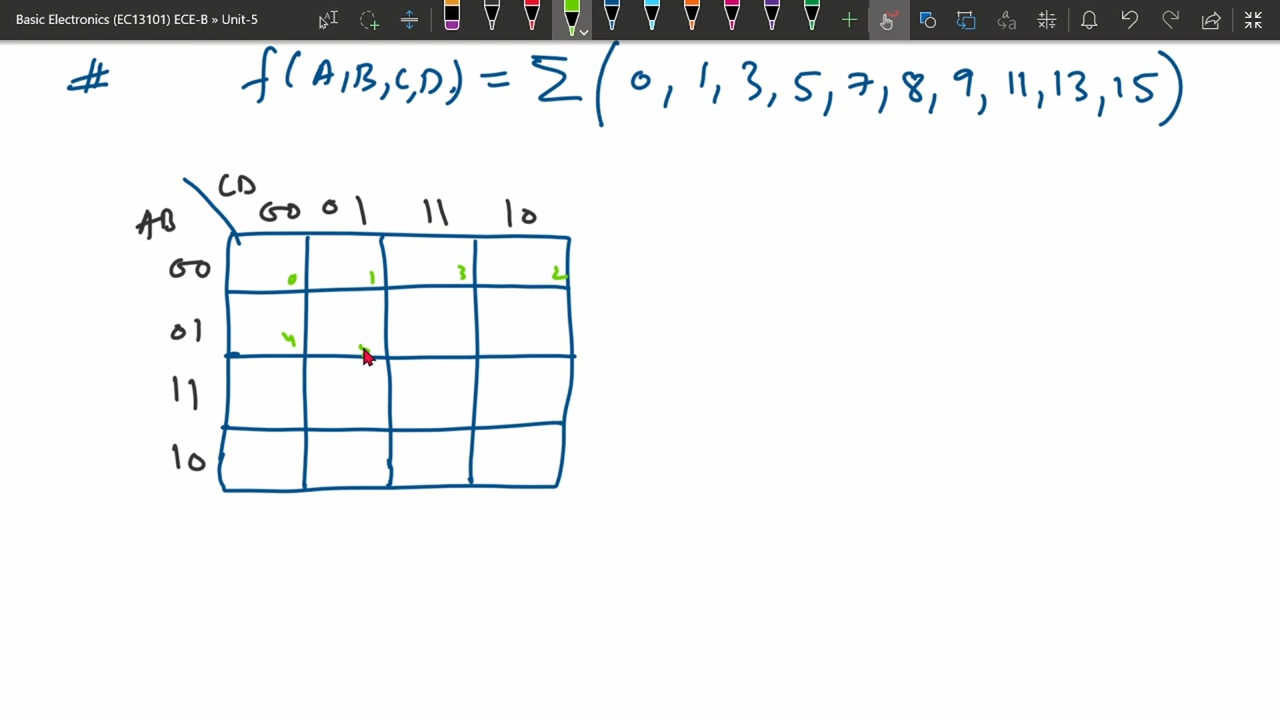 Basic Electronics (EC13101) ECE-B » Unit-5
# f(A,B,C,D,) = Σ(0, 1, 3, 5, 7, 8, 9, 11, 13, 15)
CD
AB 00 01 11 10
00 0 1 3 2
01 4
11
10